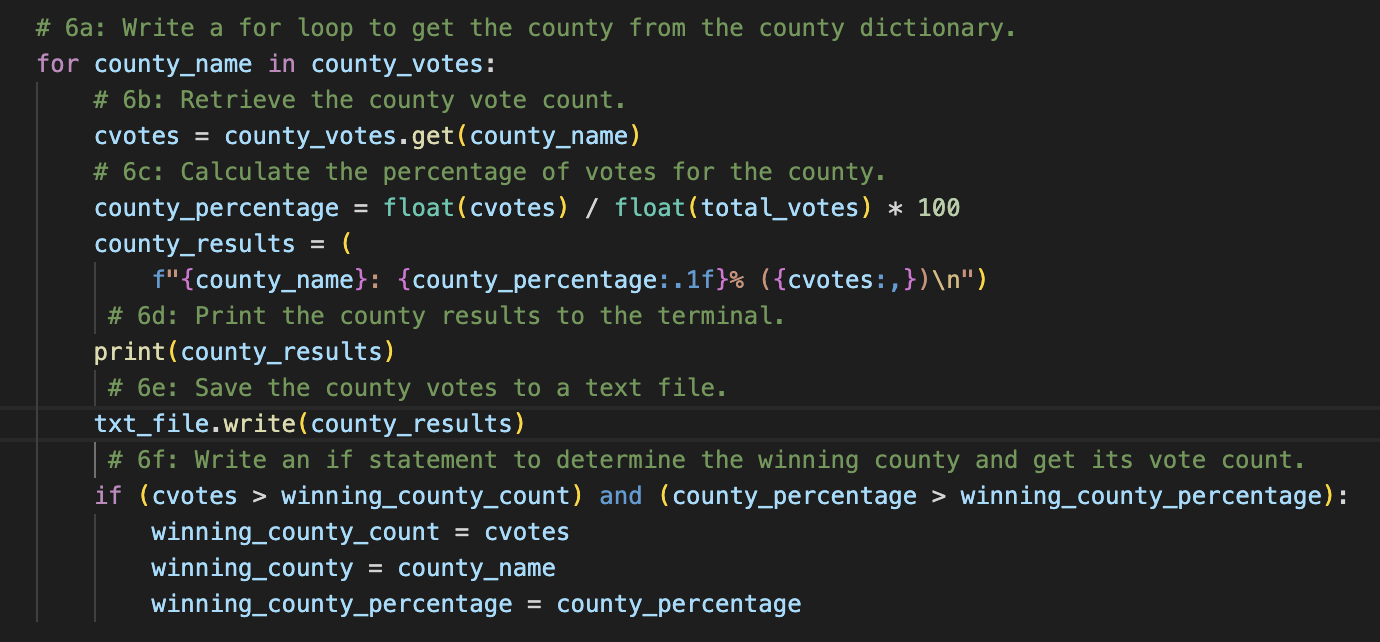 # 6a: Write a for loop to get the county from the county dictionary.
for county_name in county_votes:
    # 6b: Retrieve the county vote count.
    cvotes = county_votes.get(county_name)
    # 6c: Calculate the percentage of votes for the county.
    county_percentage = float(cvotes) / float(total_votes) * 100
    county_results = (
        f"{county_name}: {county_percentage:.1f}% ({cvotes:,})\n")
     # 6d: Print the county results to the terminal.
    print(county_results)
     # 6e: Save the county votes to a text file.
    txt_file.write(county_results)
     # 6f: Write an if statement to determine the winning county and get its vote count.
    if (cvotes > winning_county_count) and (county_percentage > winning_county_percentage):
        winning_county_count = cvotes
        winning_county = county_name
        winning_county_percentage = county_percentage